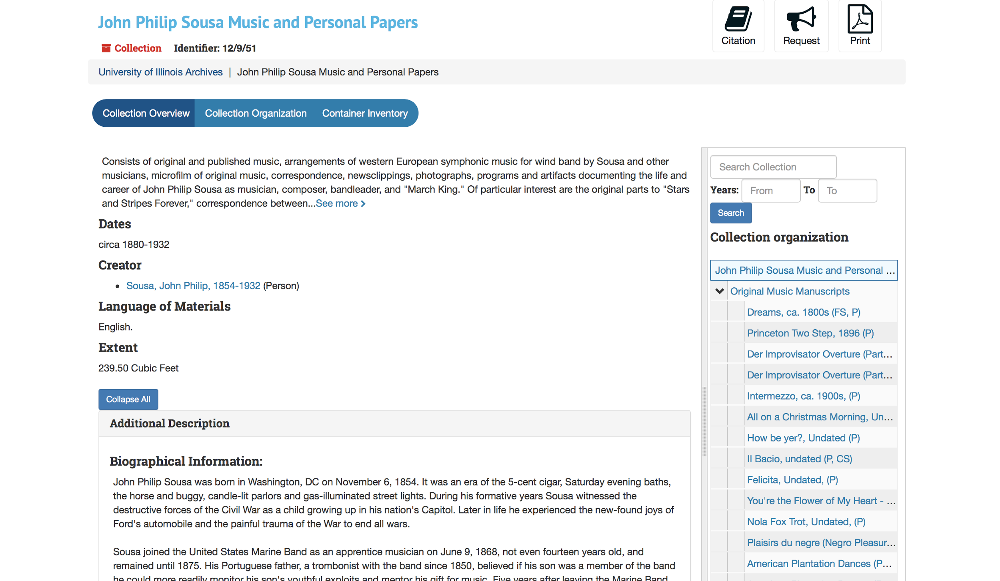 John Philip Sousa Music and Personal Papers
Citation
Request
Print
Collection Identifier: 12/9/51
University of Illinois Archives | John Philip Sousa Music and Personal Papers
Collection Overview
Collection Organization
Container Inventory
Consists of original and published music, arrangements of western European symphonic music for wind band by Sousa and other
musicians, microfilm of original music, correspondence, newsclippings, photographs, programs and artifacts documenting the life and
career of John Philip Sousa as musician, composer, bandleader, and "March King." Of particular interest are the original parts to "Stars
and Stripes Forever," correspondence between...See more
Dates
circa 1880-1932
Creator
• Sousa, John Philip, 1854-1932 (Person)
Language of Materials
English.
Extent
239.50 Cubic Feet
Collapse All
Additional Description
Biographical Information:
John Philip Sousa was born in Washington, DC on November 6, 1854. It was an era of the 5-cent cigar, Saturday evening baths,
the horse and buggy, candle-lit parlors and gas-illuminated street lights. During his formative years Sousa witnessed the
destructive forces of the Civil War as a child growing up in his nation's Capitol. Later in life he experienced the new-found joys of
Ford's automobile and the painful trauma of the War to end all wars.
Sousa joined the United States Marine Band as an apprentice musician on June 9, 1868, not even fourteen years old, and
remained until 1875. His Portuguese father, a trombonist with the band since 1850, believed if his son was a member of the band
he could more readily monitor his son's youthful exploits and mentor his gift for music. Five years after leaving the Marine Band
Search Collection
Years: From To To
Search
Collection organization
John Philip Sousa Music and Personal ...
Original Music Manuscripts
Dreams, ca. 1800s (FS, P)
Princeton Two Step, 1896 (P)
Der Improvisator Overture (Part...
Der Improvisator Overture (Part...
Intermezzo, ca. 1900s, (P)
All on a Christmas Morning, Un...
How be yer?, Undated (P)
Il Bacio, undated (P, CS)
Felicita, Undated, (P)
You're the Flower of My Heart - ...
Nola Fox Trot, Undated, (P)
Plaisirs du negre (Negro Pleasur...
American Plantation Dances (P...